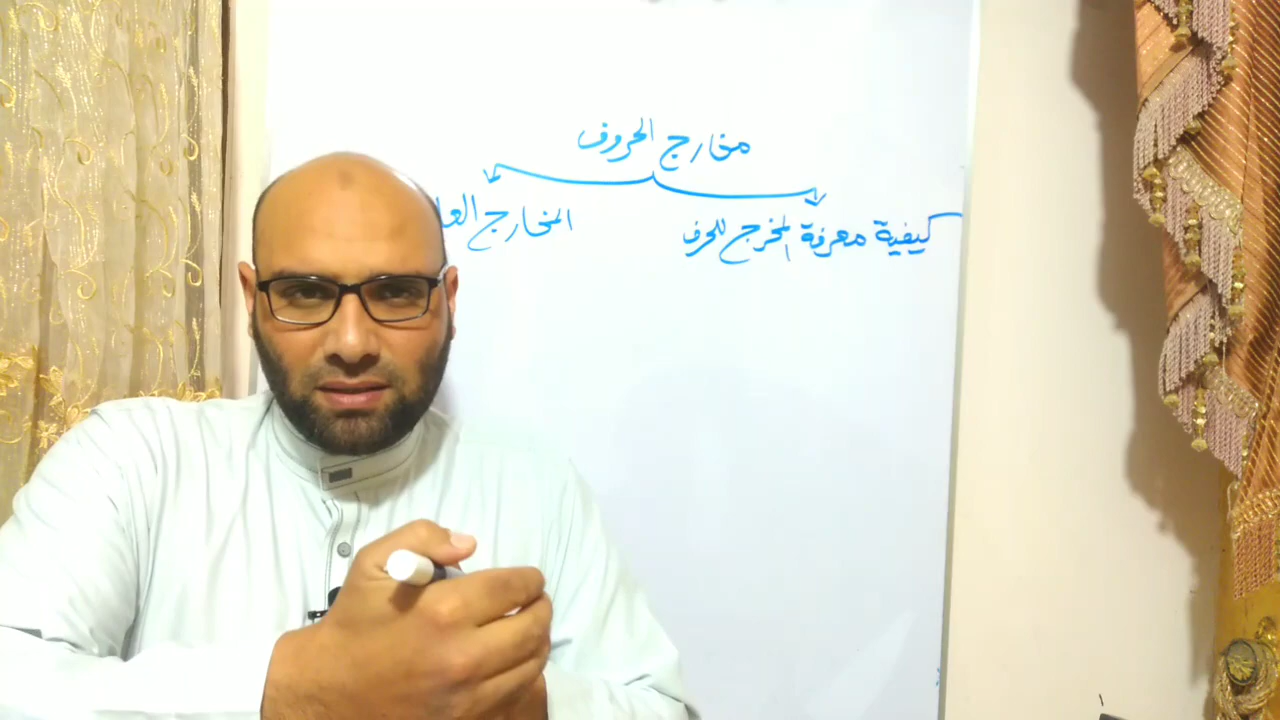 مخارج الحروف
كيفية معرفة المخرج للحرف
المخارج